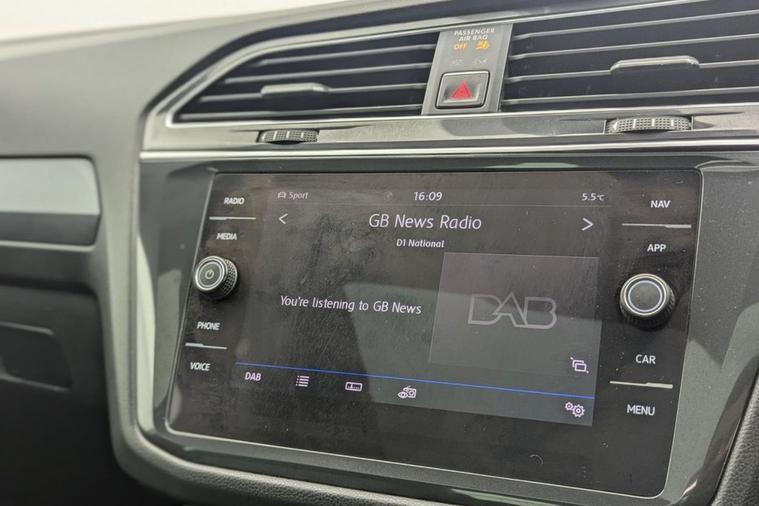 PASSENGER
AIR BAG
OFF
RADIO
MEDIA
PHONE
VOICE
Sport
16:09
5.5°C
GB News Radio
D1 National
You're listening to GB News
DAB
DAB
NAV
APP
CAR
MENU